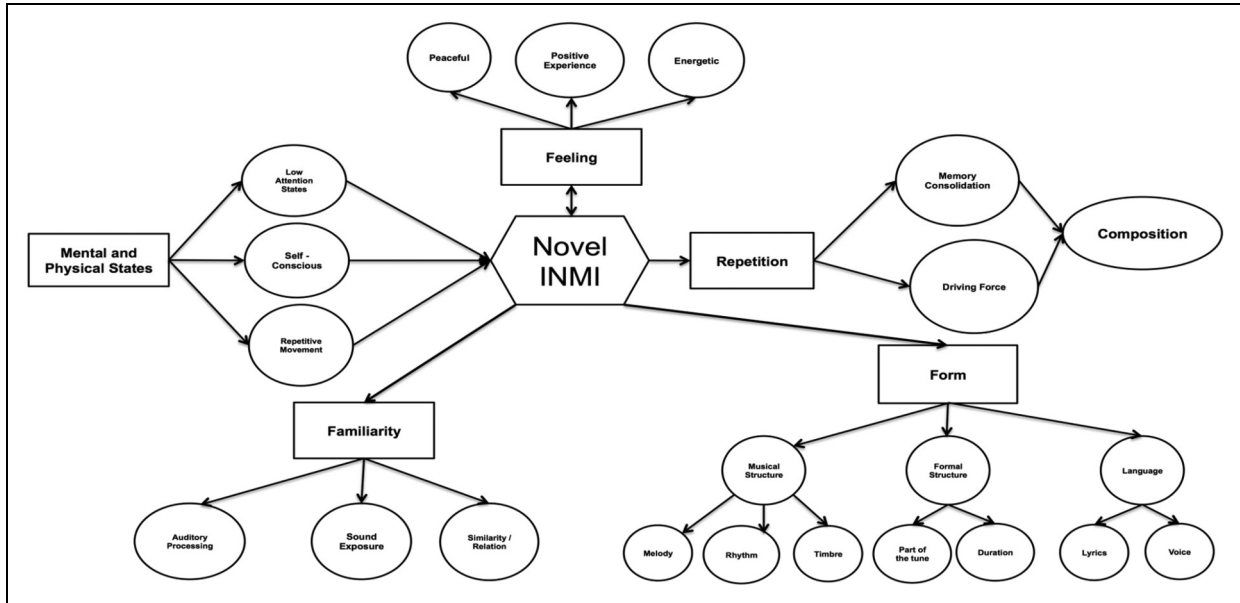 Peaceful
Positive
Experience
Energetic
Feeling
Low
Attention
States
Memory
Consolidation
Mental and
Physical States
Self -
Conscious
Novel
INMI
Repetition
Composition
Driving Force
Repetitive
Movement
Form
Familiarity
Musical
Structure
Formal
Structure
Language
Auditory
Processing
Sound
Exposure
Similarity /
Relation
Melody
Rhythm
Timbre
Part of
the tune
Duration
Lyrics
Voice